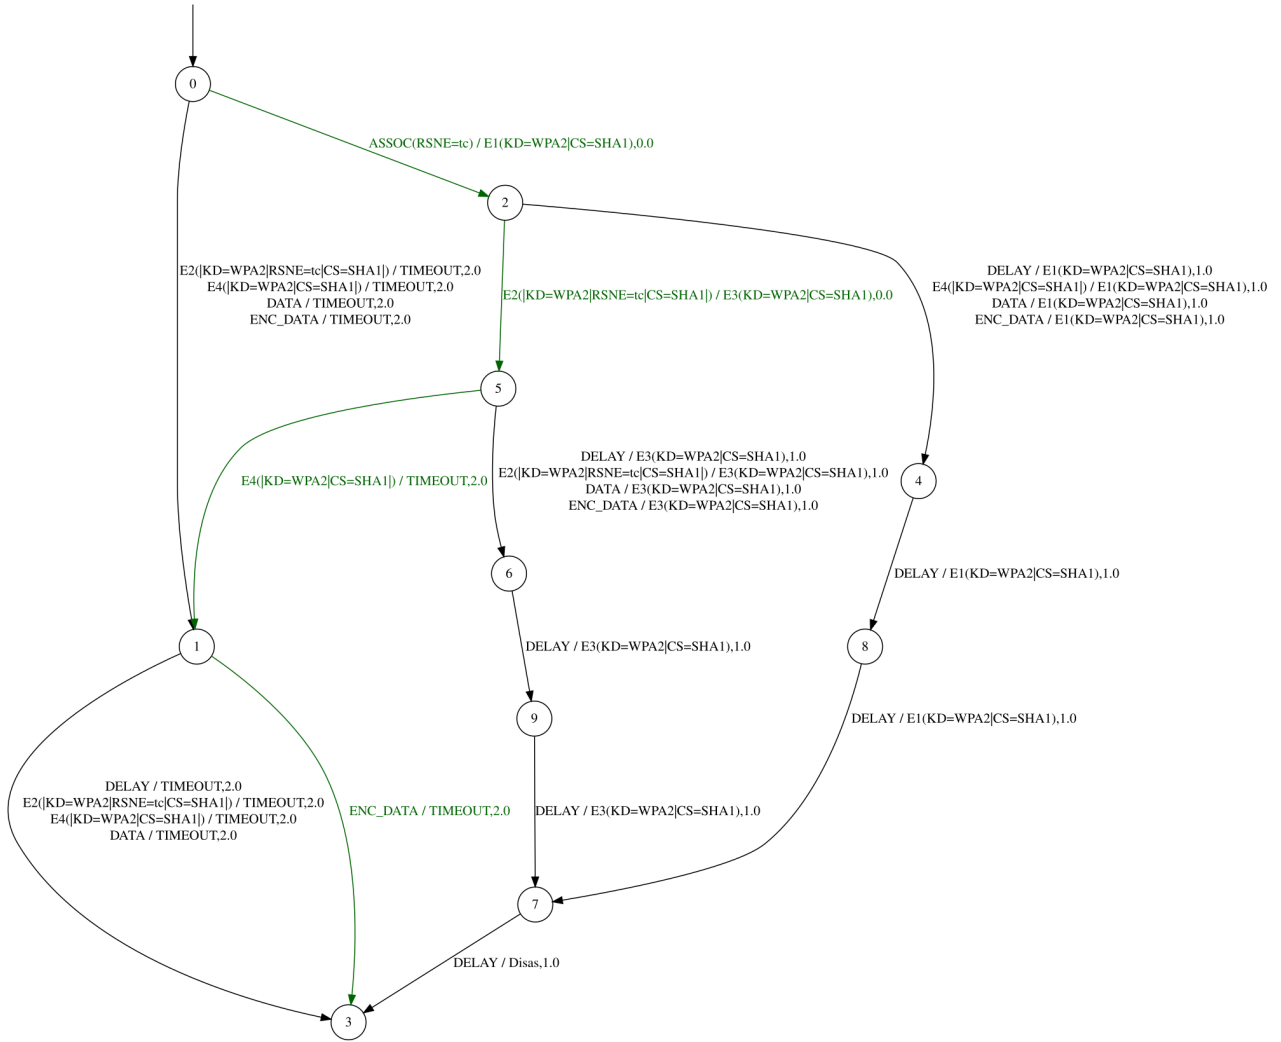 0
ASSOC(RSNE=tc) / E1(KD=WPA2|CS=SHA1),0.0
2
E2(|KD=WPA2|RSNE=tc|CS=SHA1|) / TIMEOUT,2.0
E4(|KD=WPA2|CS=SHA1|) / TIMEOUT,2.0
DATA / TIMEOUT,2.0
ENC_DATA / TIMEOUT,2.0
E2(|KD=WPA2|RSNE=tc|CS=SHA1|) / E3(KD=WPA2|CS=SHA1),0.0
DELAY / E1(KD=WPA2|CS=SHA1),1.0
E4(|KD=WPA2|CS=SHA1|) / E1(KD=WPA2|CS=SHA1),1.0
DATA / E1(KD=WPA2|CS=SHA1),1.0
ENC_DATA / E1(KD=WPA2|CS=SHA1),1.0
5
E4(|KD=WPA2|CS=SHA1|) / TIMEOUT,2.0
DELAY / E3(KD=WPA2|CS=SHA1),1.0
E2(|KD=WPA2|RSNE=tc|CS=SHA1|) / E3(KD=WPA2|CS=SHA1),1.0
DATA / E3(KD=WPA2|CS=SHA1),1.0
ENC_DATA / E3(KD=WPA2|CS=SHA1),1.0
4
6
DELAY / E1(KD=WPA2|CS=SHA1),1.0
1
DELAY / E3(KD=WPA2|CS=SHA1),1.0
8
9
DELAY / E1(KD=WPA2|CS=SHA1),1.0
DELAY / TIMEOUT,2.0
E2(|KD=WPA2|RSNE=tc|CS=SHA1|) / TIMEOUT,2.0
E4(|KD=WPA2|CS=SHA1|) / TIMEOUT,2.0
DATA / TIMEOUT,2.0
ENC_DATA / TIMEOUT,2.0
DELAY / E3(KD=WPA2|CS=SHA1),1.0
7
DELAY / Disas,1.0
3